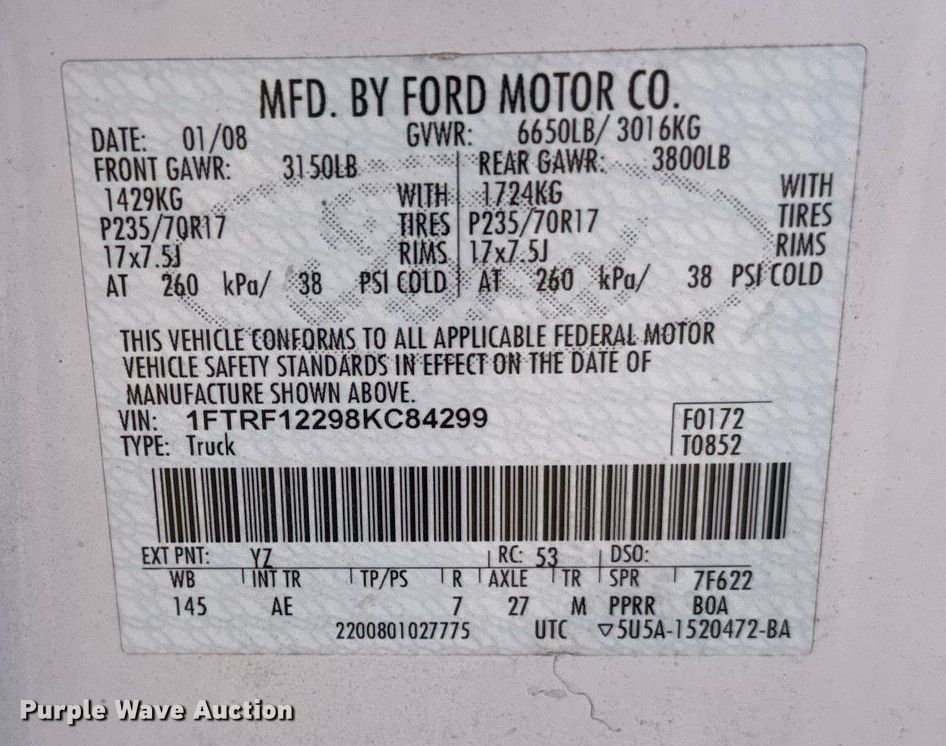 MFD. BY FORD MOTOR CO.
DATE: 01/08 GVWR: 6650LB/ 3016KG
FRONT GAWR: 3150LB REAR GAWR: 3800LB
1429KG WITH 1724KG WITH
P235/70R17 TIRES P235/70R17 TIRES
17x7.5J RIMS 17x7.5J RIMS
AT 260 kPa/ 38 PSI COLD AT 260 kPa/ 38 PSI COLD
THIS VEHICLE CONFORMS TO ALL APPLICABLE FEDERAL MOTOR
VEHICLE SAFETY STANDARDS IN EFFECT ON THE DATE OF
MANUFACTURE SHOWN ABOVE.
VIN: 1FTRF12298KC84299 F0172
TYPE: Truck T0852
EXT PNT: YZ RC: 53 DSO:
WB INT TR TP/PS R AXLE TR SPR 7F622
145 AE 7 27 M PPRR BOA
2200801027775 UTC ▽5U5A-1520472-BA
Purple Wave Auction